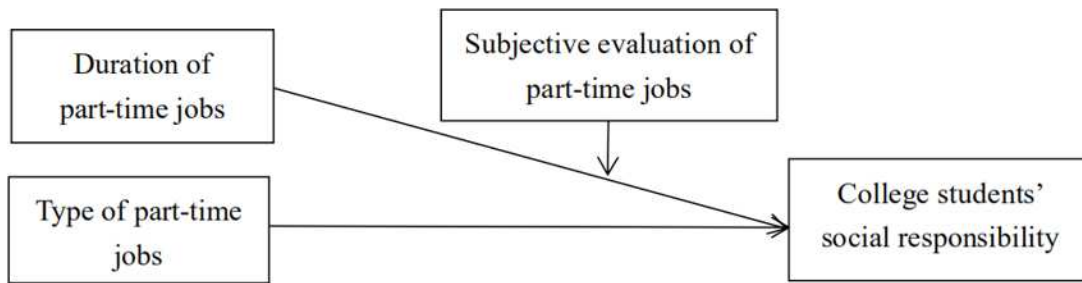 Duration of
part-time jobs
Subjective evaluation of
part-time jobs
Type of part-time
jobs
College students’
social responsibility